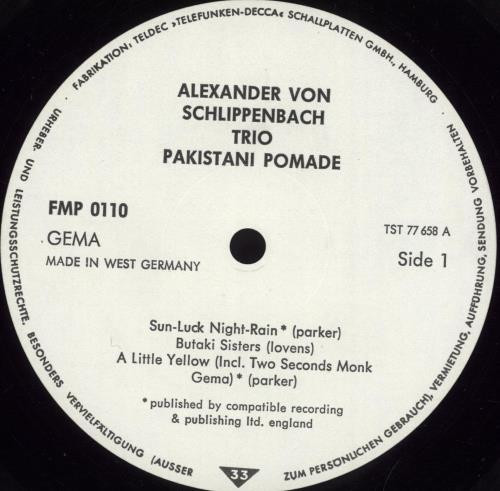 · FABRIKATION: TELDEC »TELEFUNKEN-DECCA« SCHALLPLATTEN GMBH., HAMBURG ·
URHEBER- UND LEISTUNGSSCHUTZRECHTE. BESONDERS VERVIELFÄLTIGUNG (AUSSER
ZUM PERSÖNLICHEN GEBRAUCH), VERMIETUNG, AUFFÜHRUNG, SENDUNG VORBEHALTEN
ALEXANDER VON
SCHLIPPENBACH
TRIO
PAKISTANI POMADE
FMP 0110
GEMA
MADE IN WEST GERMANY
TST 77 658 A
Side 1
Sun-Luck Night-Rain * (parker)
Butaki Sisters (lovens)
A Little Yellow (Incl. Two Seconds Monk
Gema) * (parker)
* published by compatible recording
& publishing ltd. england
33